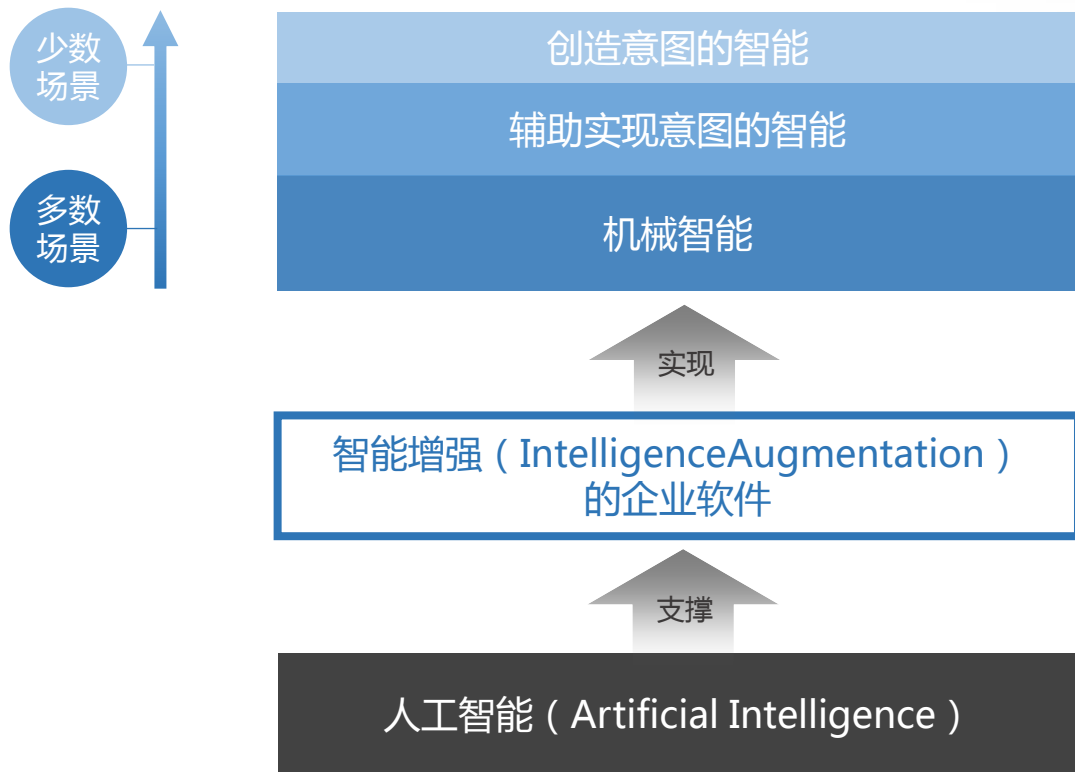 少数
场景
创造意图的智能
辅助实现意图的智能
多数
场景
机械智能
实现
智能增强（IntelligenceAugmentation）
的企业软件
支撑
人工智能（Artificial Intelligence）